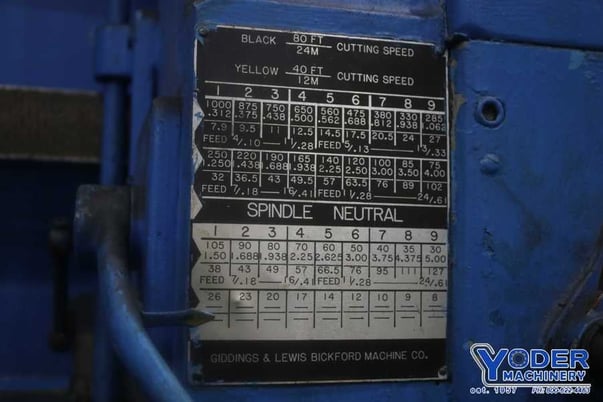 BLACK 80 FT / 24M CUTTING SPEED
YELLOW 40 FT / 12M CUTTING SPEED
1 2 3 4 5 6 7 8 9
1000 875 750 650 560 475 380 330 285
.312 .375 .438 .500 .562 .688 .812 .938 1.062
7.9 9.5 11 12.5 14.5 17.5 20.5 24 27
FEED 4/.10 11/.28 FEED 5/.13 13/.33
250 220 190 165 140 120 100 85 75
1.250 1.438 1.688 1.938 2.25 2.50 3.00 3.50 4.00
32 36.5 43 49.5 57 63.5 76 89 102
FEED 7/.18 16/.41 FEED 11/.28 24/.61
SPINDLE NEUTRAL
1 2 3 4 5 6 7 8 9
105 90 80 70 60 50 40 35 30
1.50 1.688 1.938 2.25 2.625 3.00 3.75 4.375 5.00
38 43 49 57 66.5 76 95 111 127
FEED 7/.18 16/.41 FEED 11/.28 24/.61
26 23 20 17 14 12 10 9 8
GIDDINGS & LEWIS BICKFORD MACHINE CO.
YODER
MACHINERY
est. 1957